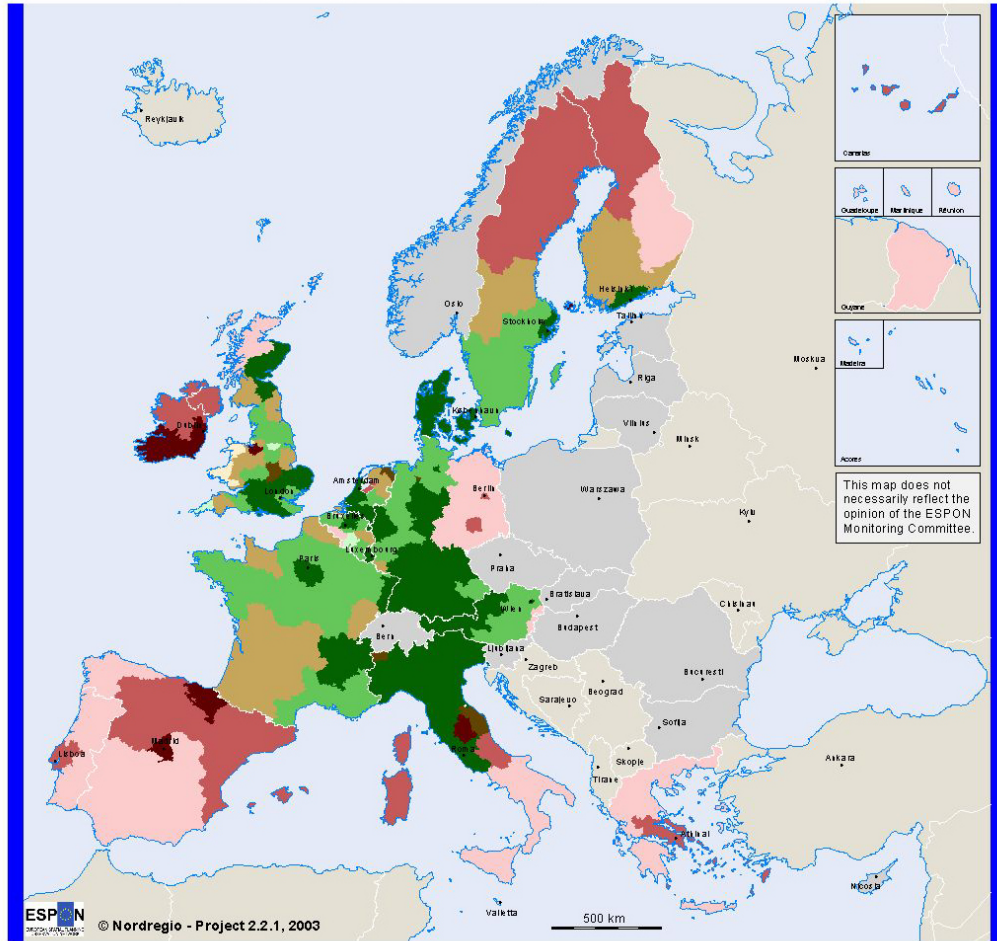 Reykjavik
Canarias
Guadeloupe
Martinique
Réunion
Guyane
Madeira
Acores
This map does not
necessarily reflect the
opinion of the ESPON
Monitoring Committee.
Oslo
Helsinki
Stockholm
Tallinn
Moskva
Riga
København
Vilnius
Minsk
Dublin
Amsterdam
London
Berlin
Warszawa
Bruxelles
Kyiv
Luxembourg
Praha
Paris
Wien
Bratislava
Chisinau
Budapest
Bern
Ljubljana
Zagreb
Bucuresti
Beograd
Sarajevo
Sofija
Madrid
Roma
Skopje
Ankara
Lisboa
Tirane
Athinai
Nicosia
Valletta
500 km
ESPON
© Nordregio - Project 2.2.1, 2003